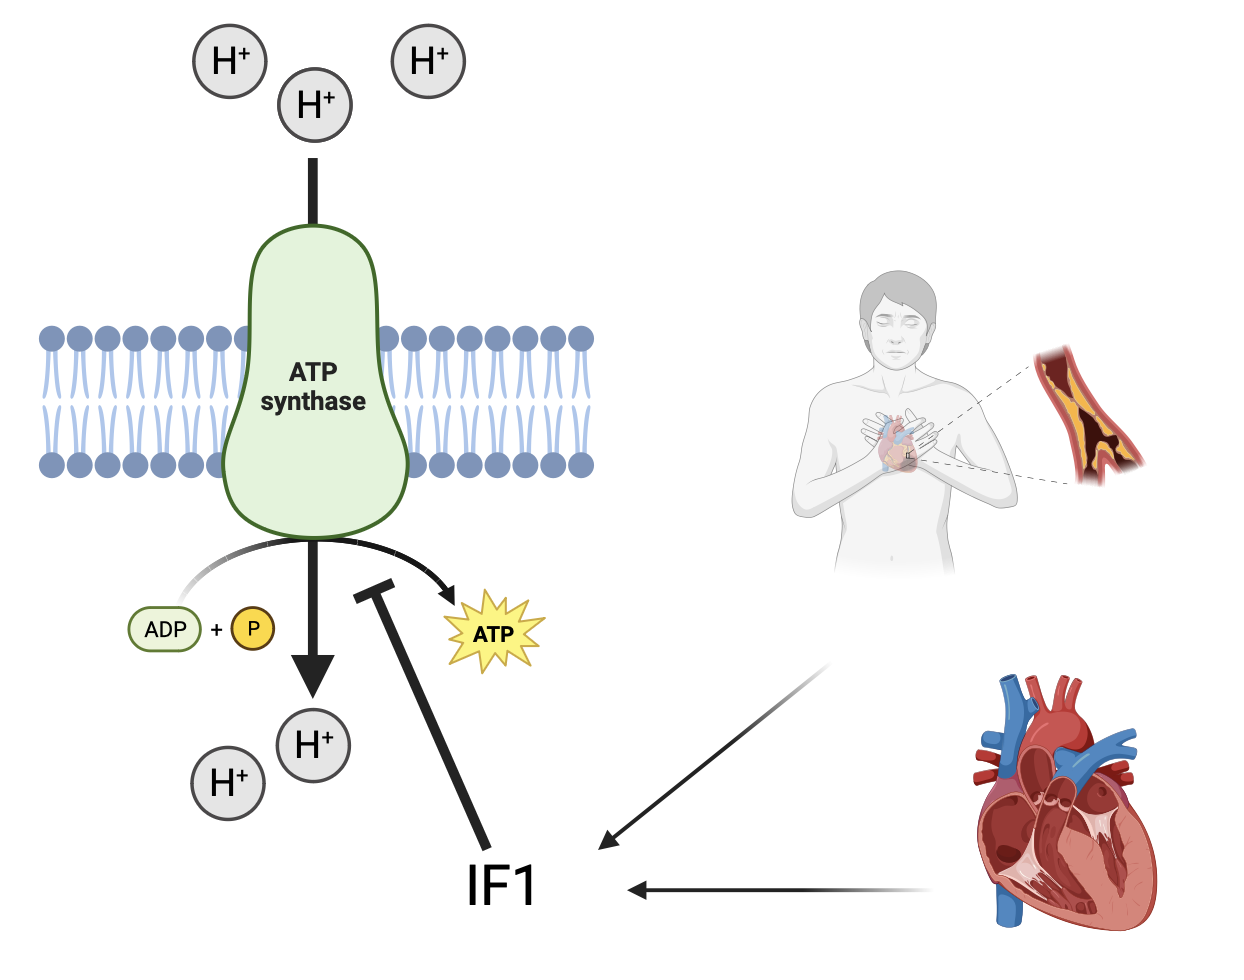 H⁺
H⁺
H⁺
ATP
synthase
ADP + P
ATP
H⁺
H⁺
IF1